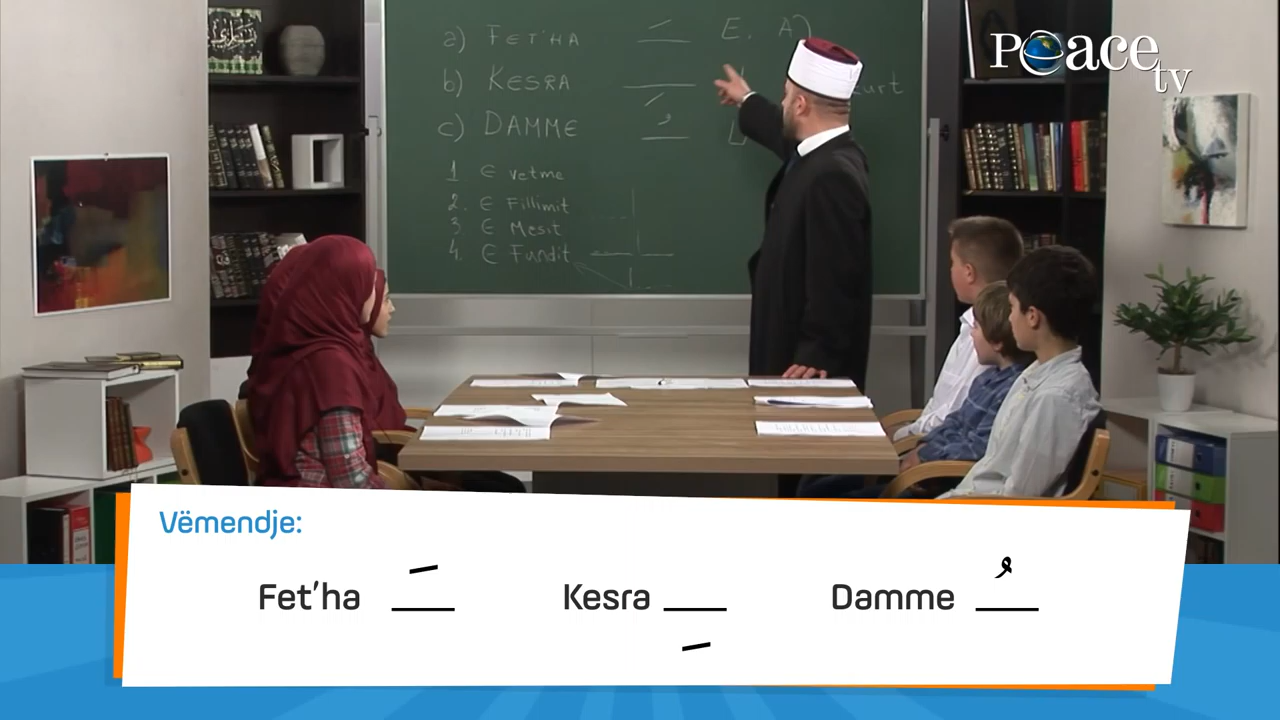 Peace tv
a) FET'HA E. A)
b) KESRA
c) DAMME
1. E vetme
2. E Fillimit
3 E Mesit
4. E Fundit
Vëmendje:
Fet'ha Kesra Damme